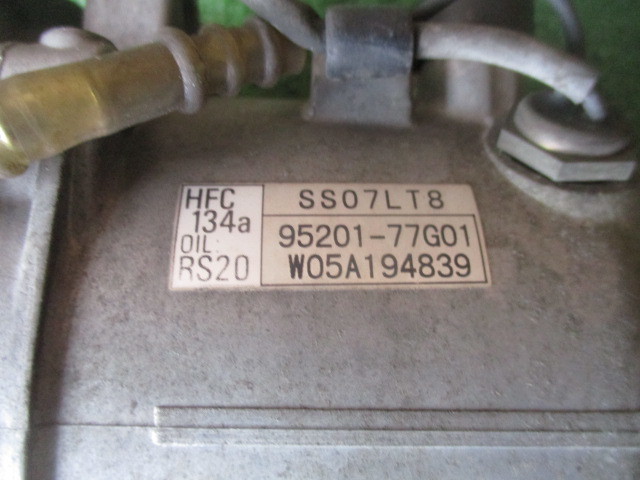 HFC
134a
OIL:
RS20
SS07LT8
95201-77G01
W05A194839